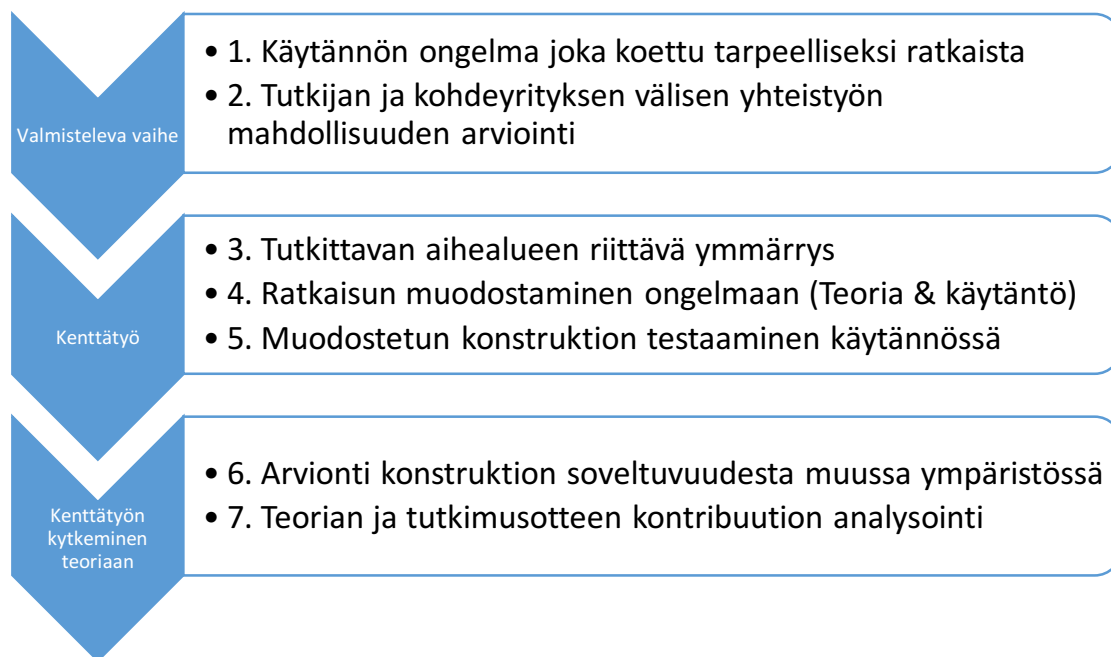 Valmisteleva vaihe
• 1. Käytännön ongelma joka koettu tarpeelliseksi ratkaista
• 2. Tutkijan ja kohdeyrityksen välisen yhteistyön
mahdollisuuden arviointi
Kenttätyö
• 3. Tutkittavan aihealueen riittävä ymmärrys
• 4. Ratkaisun muodostaminen ongelmaan (Teoria & käytäntö)
• 5. Muodostetun konstruktion testaaminen käytännössä
Kenttätyön
kytkeminen
teoriaan
• 6. Arvionti konstruktion soveltuvuudesta muussa ympäristössä
• 7. Teorian ja tutkimusotteen kontribuution analysointi